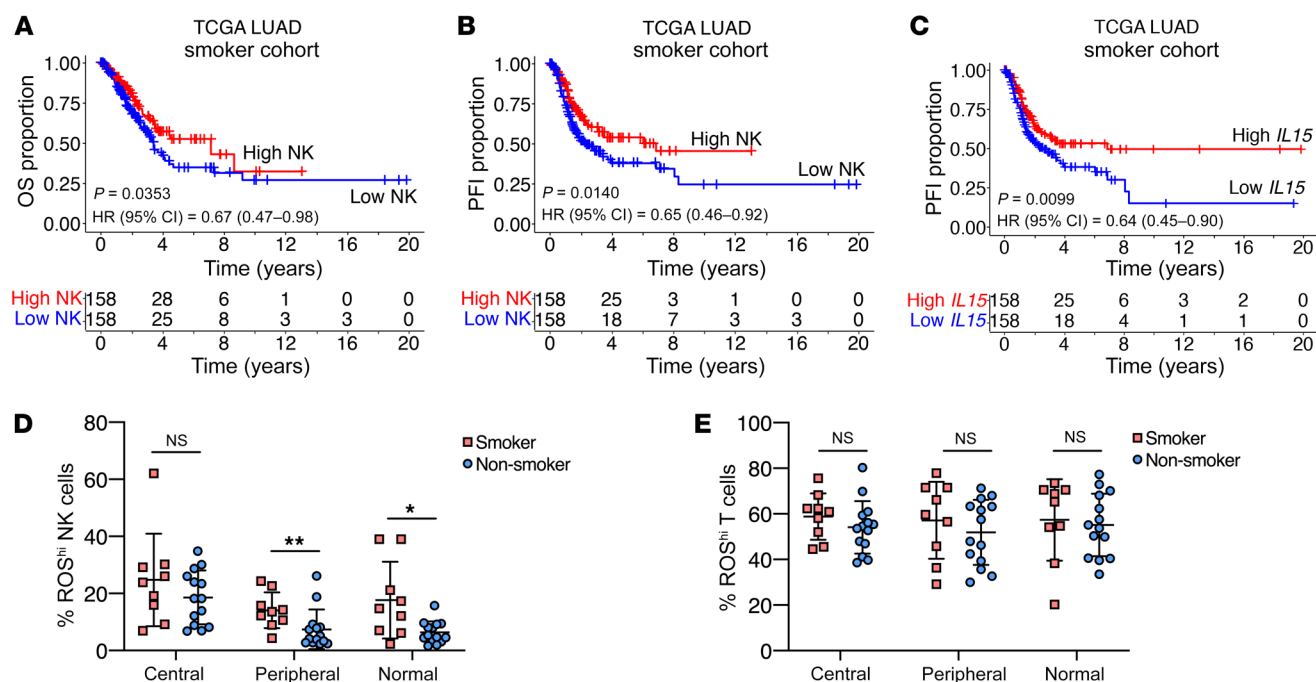 A
TCGA LUAD
smoker cohort
OS proportion
1.00
0.75
0.50
0.25
0.00
High NK
Low NK
P = 0.0353
HR (95% CI) = 0.67 (0.47–0.98)
0 4 8 12 16 20
Time (years)
High NK 158 28 6 1 0 0
Low NK 158 25 8 3 3 0
0 4 8 12 16 20
Time (years)
B
TCGA LUAD
smoker cohort
PFI proportion
1.00
0.75
0.50
0.25
0.00
High NK
Low NK
P = 0.0140
HR (95% CI) = 0.65 (0.46–0.92)
0 4 8 12 16 20
Time (years)
High NK 158 25 3 1 0 0
Low NK 158 18 7 3 3 0
0 4 8 12 16 20
Time (years)
C
TCGA LUAD
smoker cohort
PFI proportion
1.00
0.75
0.50
0.25
0.00
High IL15
Low IL15
P = 0.0099
HR (95% CI) = 0.64 (0.45–0.90)
0 4 8 12 16 20
Time (years)
High IL15 158 25 6 3 2 0
Low IL15 158 18 4 1 1 0
0 4 8 12 16 20
Time (years)
D
% ROShi NK cells
80
60
40
20
0
NS
**
*
Smoker
Non-smoker
Central Peripheral Normal
E
% ROShi T cells
100
80
60
40
20
0
NS NS NS
Smoker
Non-smoker
Central Peripheral Normal